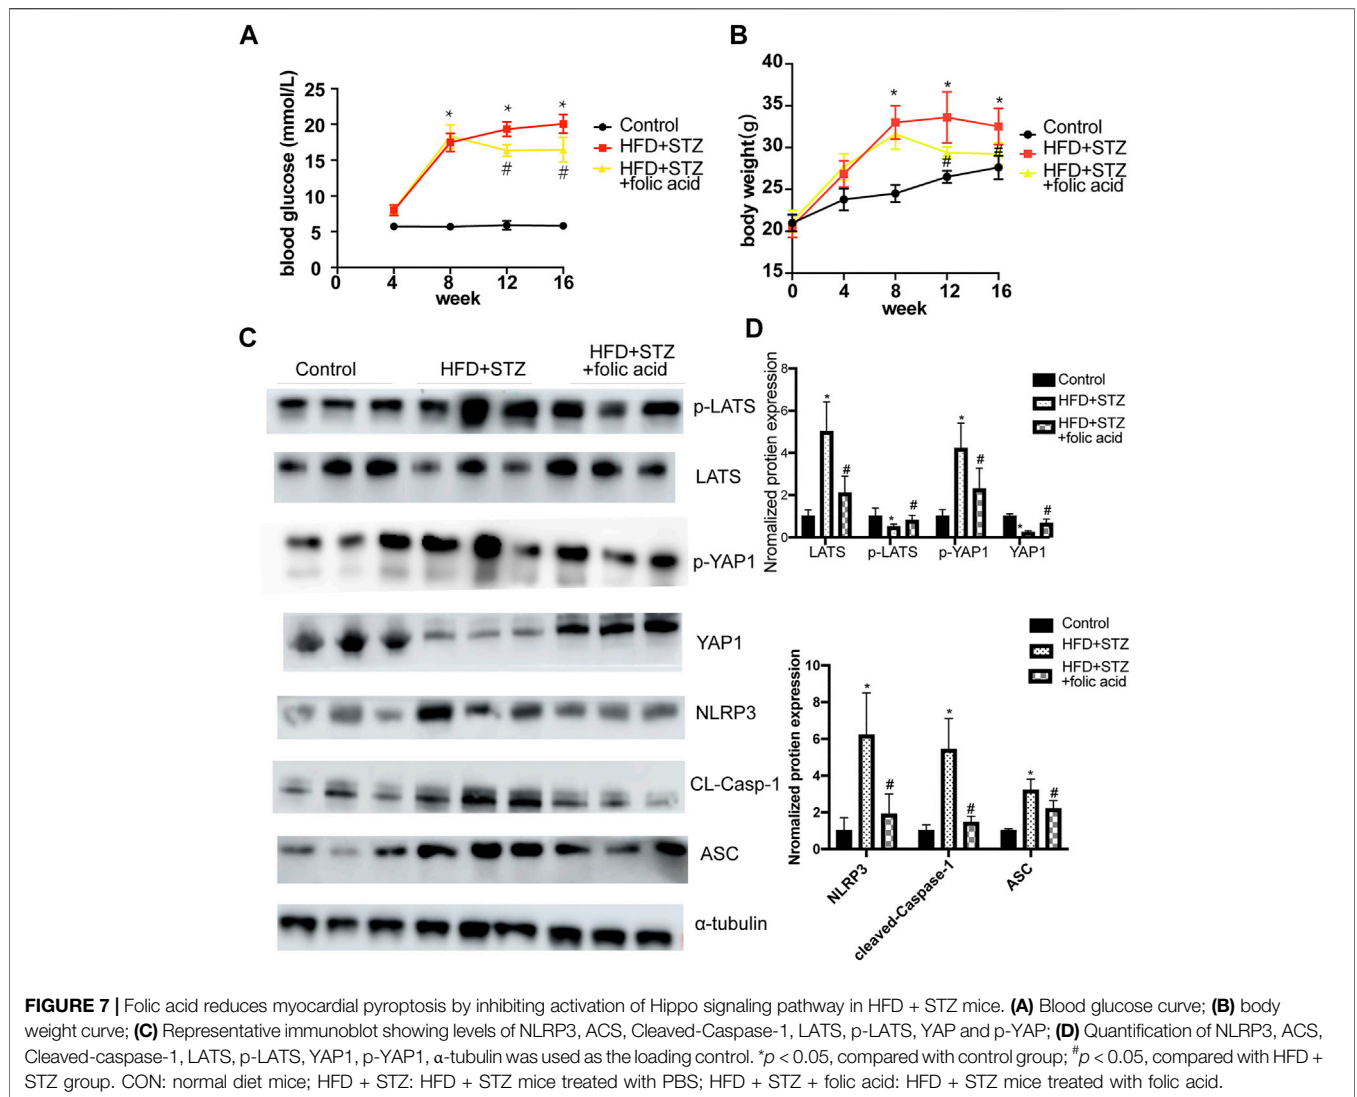 A
blood glucose (mmol/L)
25
20
15
10
5
0
0 4 8 12 16
week
* * *
# #
Control
HFD+STZ
HFD+STZ
+folic acid
B
body weight(g)
40
35
30
25
20
15
0 4 8 12 16
week
* * *
# #
Control
HFD+STZ
HFD+STZ
+folic acid
C
Control
HFD+STZ
HFD+STZ
+folic acid
p-LATS
LATS
p-YAP1
YAP1
NLRP3
CL-Casp-1
ASC
α-tubulin
D
Nromalized protien expression
8
6
4
2
0
* # * # * # * #
LATS p-LATS p-YAP1 YAP1
Control
HFD+STZ
HFD+STZ
+folic acid
Nromalized protien expression
10
8
6
4
2
0
* # * # * #
NLRP3
cleaved-Caspase-1
ASC
Control
HFD+STZ
HFD+STZ
+folic acid
FIGURE 7 | Folic acid reduces myocardial pyroptosis by inhibiting activation of Hippo signaling pathway in HFD + STZ mice. (A) Blood glucose curve; (B) body
weight curve; (C) Representative immunoblot showing levels of NLRP3, ACS, Cleaved-Caspase-1, LATS, p-LATS, YAP and p-YAP; (D) Quantification of NLRP3, ACS,
Cleaved-caspase-1, LATS, p-LATS, YAP1, p-YAP1, α-tubulin was used as the loading control. *p < 0.05, compared with control group; #p < 0.05, compared with HFD +
STZ group. CON: normal diet mice; HFD + STZ: HFD + STZ mice treated with PBS; HFD + STZ + folic acid: HFD + STZ mice treated with folic acid.